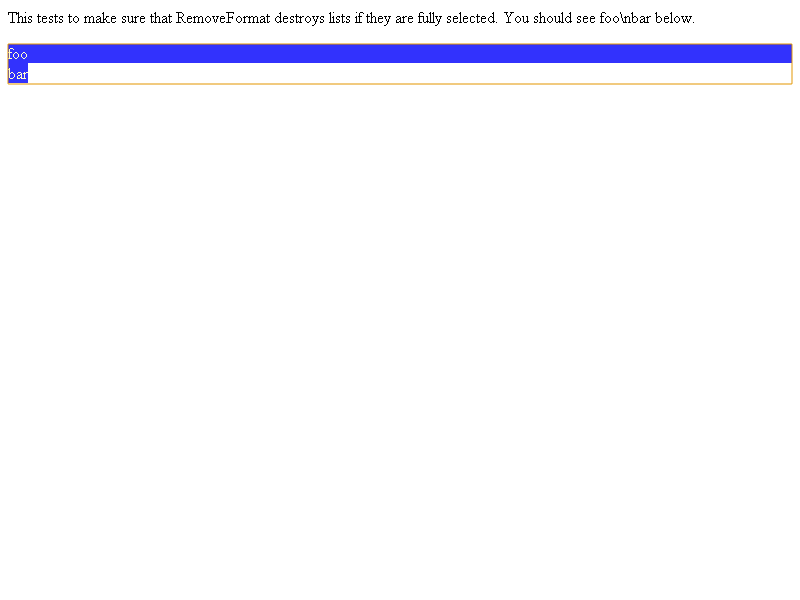 This tests to make sure that RemoveFormat destroys lists if they are fully selected. You should see foo\nbar below.
foo
bar